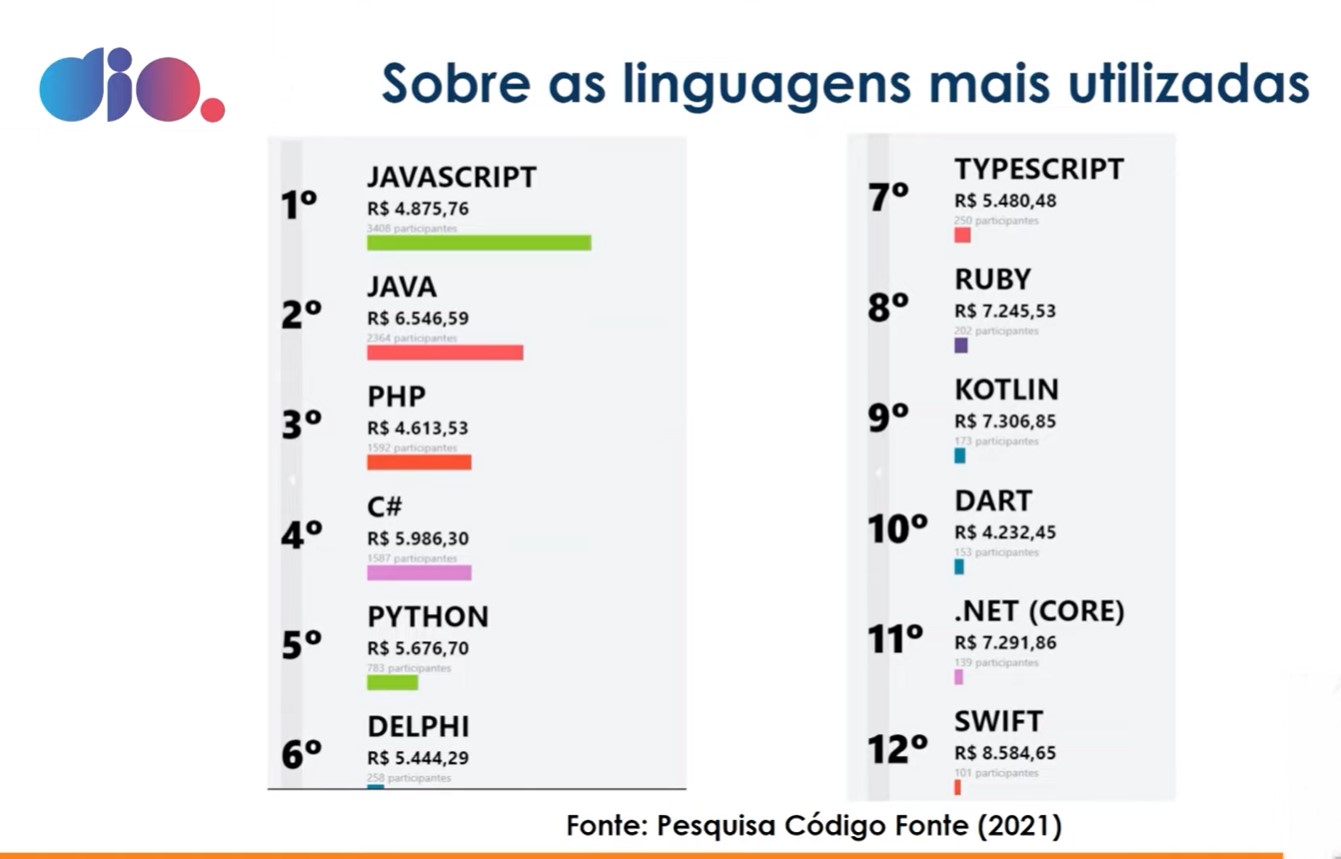 dio.
Sobre as linguagens mais utilizadas
1º
JAVASCRIPT
R$ 4.875,76
3408 participantes
2º
JAVA
R$ 6.546,59
2364 participantes
3º
PHP
R$ 4.613,53
1592 participantes
4º
C#
R$ 5.986,30
1587 participantes
5º
PYTHON
R$ 5.676,70
783 participantes
6º
DELPHI
R$ 5.444,29
258 participantes
7º
TYPESCRIPT
R$ 5.480,48
250 participantes
8º
RUBY
R$ 7.245,53
202 participantes
9º
KOTLIN
R$ 7.306,85
173 participantes
10º
DART
R$ 4.232,45
153 participantes
11º
.NET (CORE)
R$ 7.291,86
139 participantes
12º
SWIFT
R$ 8.584,65
101 participantes
Fonte: Pesquisa Código Fonte (2021)